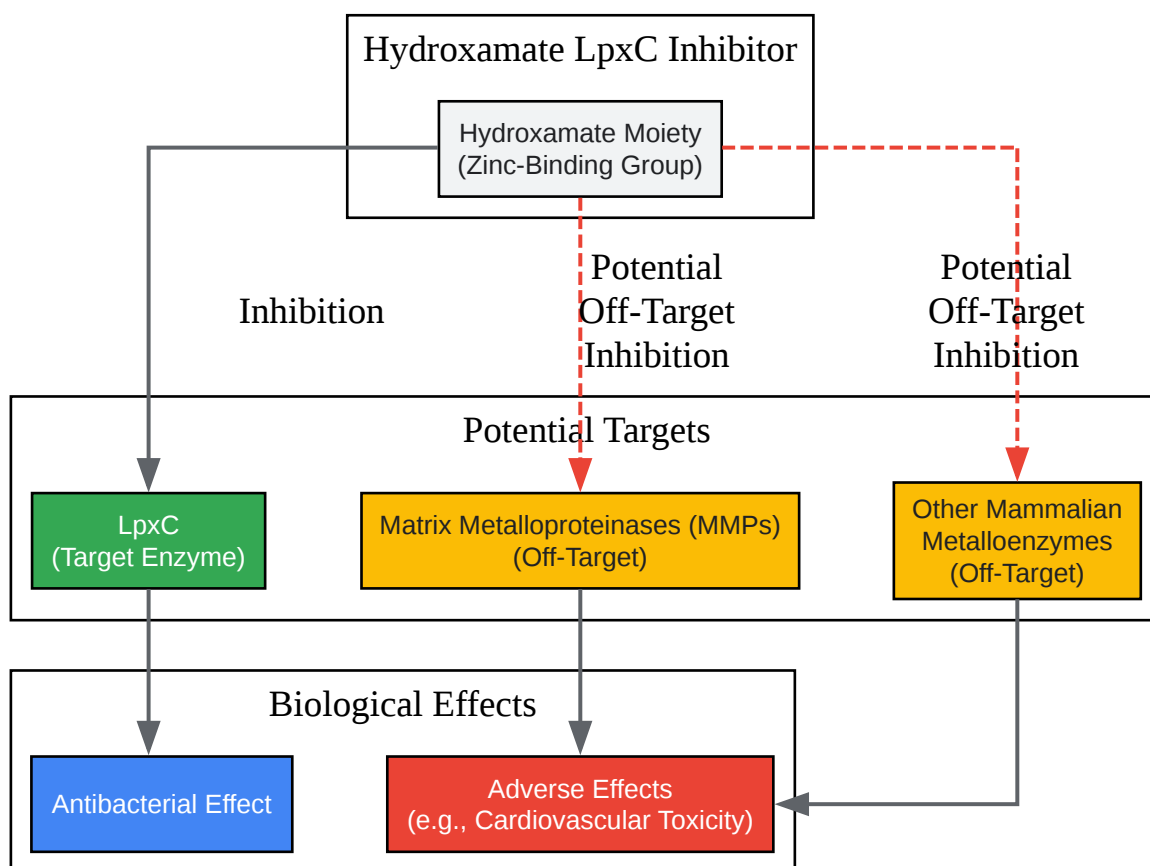 Hydroxamate LpxC Inhibitor
Hydroxamate Moiety
(Zinc-Binding Group)
Inhibition
Potential
Off-Target
Inhibition
Potential
Off-Target
Inhibition
Potential Targets
LpxC
(Target Enzyme)
Matrix Metalloproteinases (MMPs)
(Off-Target)
Other Mammalian
Metalloenzymes
(Off-Target)
Biological Effects
Antibacterial Effect
Adverse Effects
(e.g., Cardiovascular Toxicity)